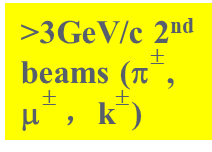 >3GeV/c 2ⁿᵈ
beams (π±,
μ±， k±)